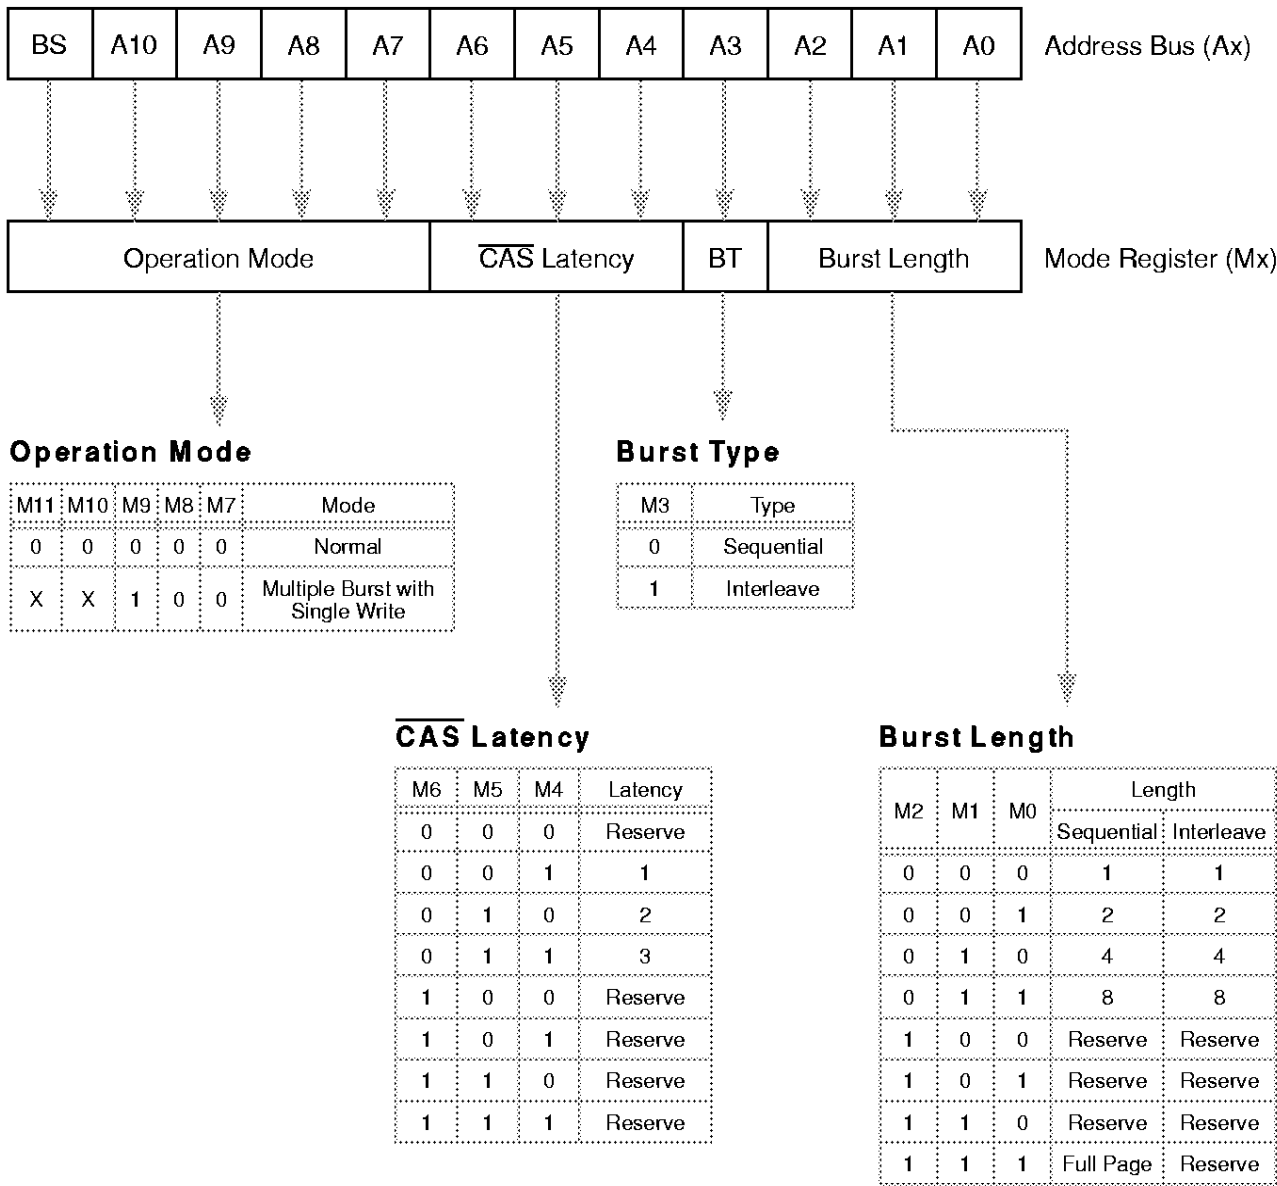 BS A10 A9 A8 A7 A6 A5 A4 A3 A2 A1 A0 Address Bus (Ax)
Operation Mode CAS Latency BT Burst Length Mode Register (Mx)
Operation Mode
M11 M10 M9 M8 M7 Mode
0 0 0 0 0 Normal
X X 1 0 0 Multiple Burst with
Single Write
Burst Type
M3 Type
0 Sequential
1 Interleave
CAS Latency
M6 M5 M4 Latency
0 0 0 Reserve
0 0 1 1
0 1 0 2
0 1 1 3
1 0 0 Reserve
1 0 1 Reserve
1 1 0 Reserve
1 1 1 Reserve
Burst Length
M2 M1 M0 Length
Sequential Interleave
0 0 0 1 1
0 0 1 2 2
0 1 0 4 4
0 1 1 8 8
1 0 0 Reserve Reserve
1 0 1 Reserve Reserve
1 1 0 Reserve Reserve
1 1 1 Full Page Reserve